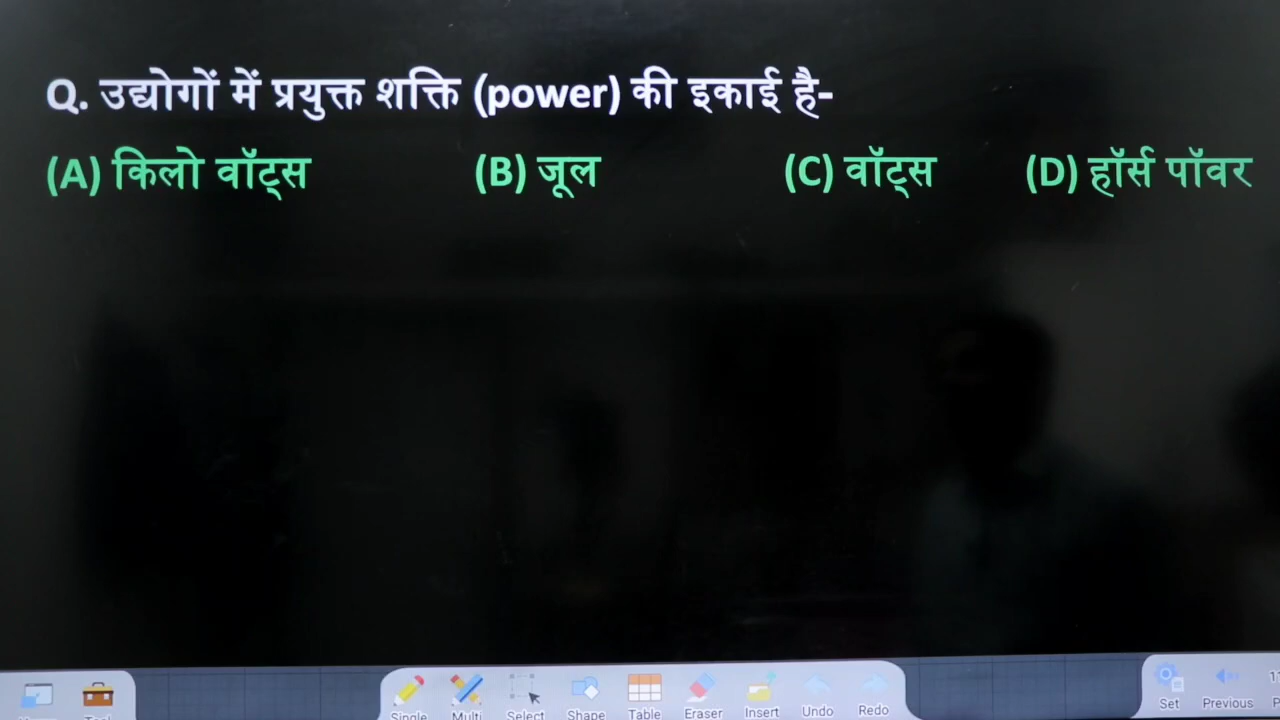 Q. उद्योगों में प्रयुक्त शक्ति (power) की इकाई है-
(A) किलो वॉट्स (B) जूल (C) वॉट्स (D) हॉर्स पॉवर
Single Multi Select Shape Table Eraser Insert Undo Redo Set Previous